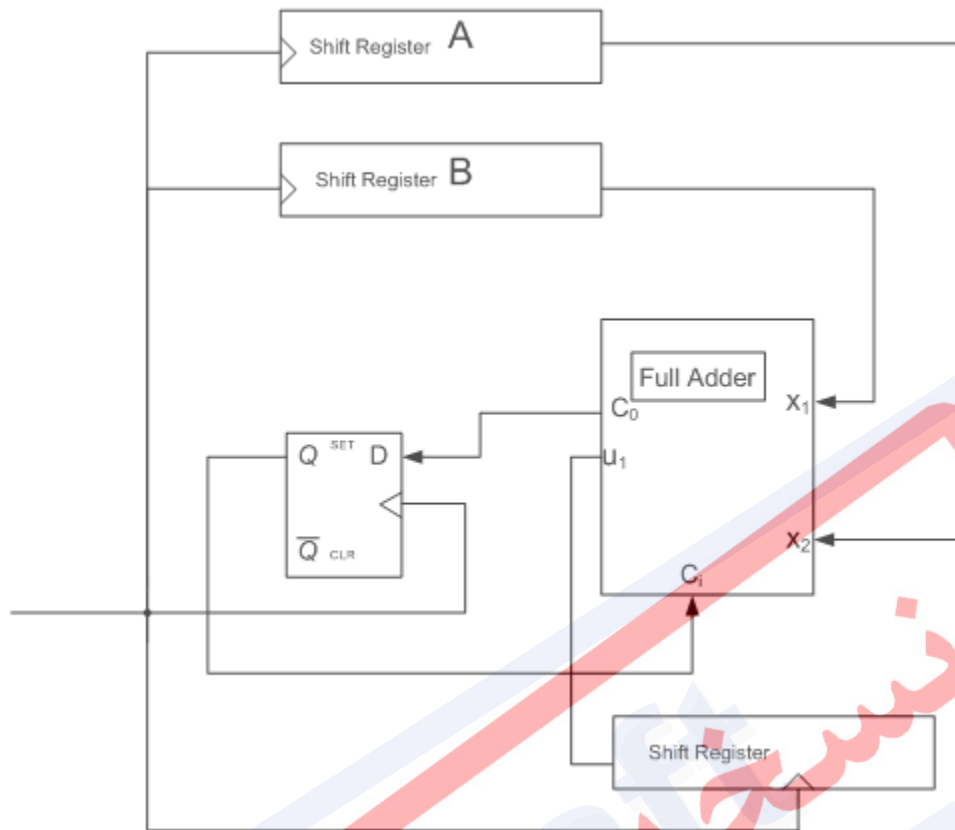 Shift Register A
Shift Register B
Full Adder
C₀
X₁
u₁
Q SET D
Q̅ CLR
X₂
Cᵢ
Shift Register